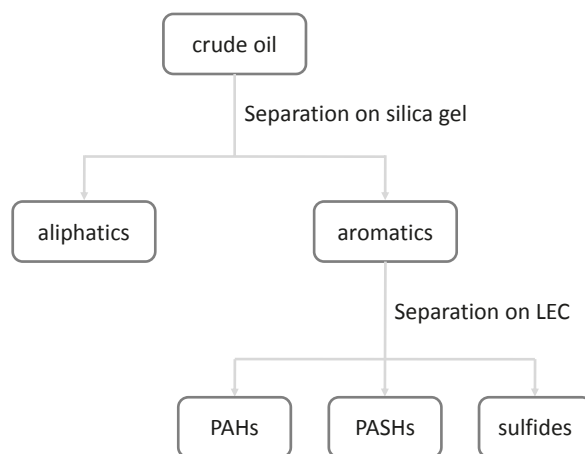 crude oil
Separation on silica gel
aliphatics
aromatics
Separation on LEC
PAHs
PASHs
sulfides